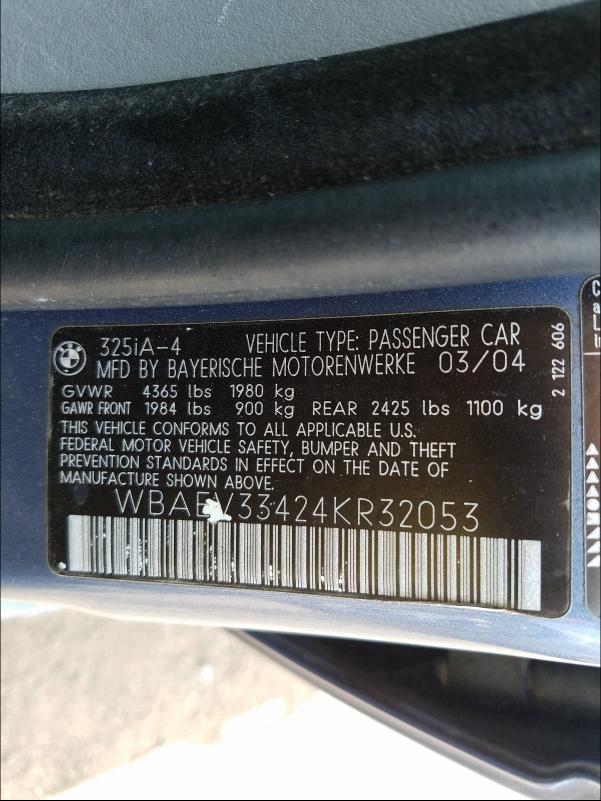 325iA-4 VEHICLE TYPE: PASSENGER CAR
MFD BY BAYERISCHE MOTORENWERKE 03/04
GVWR 4365 lbs 1980 kg
GAWR FRONT 1984 lbs 900 kg REAR 2425 lbs 1100 kg
THIS VEHICLE CONFORMS TO ALL APPLICABLE U.S.
FEDERAL MOTOR VEHICLE SAFETY, BUMPER AND THEFT
PREVENTION STANDARDS IN EFFECT ON THE DATE OF
MANUFACTURE SHOWN ABOVE.
WBAEV33424KR32053
2 122 606